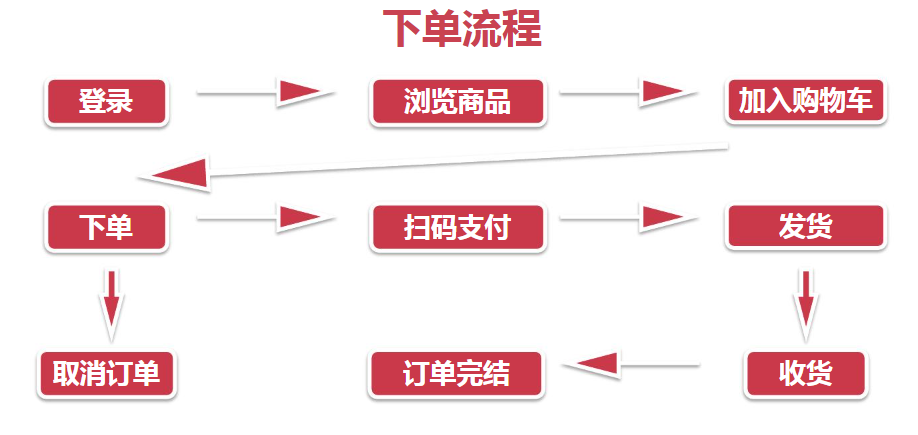 下单流程
登录
浏览商品
加入购物车
下单
扫码支付
发货
取消订单
订单完结
收货